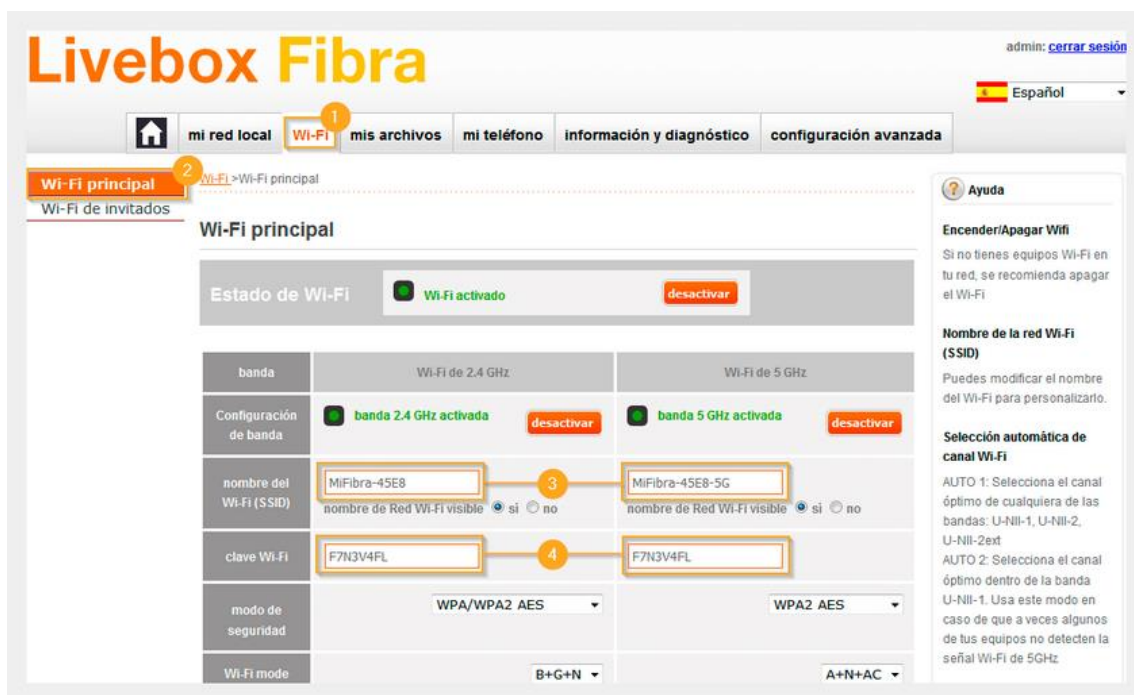 Livebox Fibra
admin: cerrar sesión
Español
1
mi red local Wi-Fi mis archivos mi teléfono información y diagnóstico configuración avanzada
2
Wi-Fi principal
Wi-Fi de invitados
Wi-Fi >Wi-Fi principal
Wi-Fi principal
Estado de Wi-Fi Wi-Fi activado desactivar
banda Wi-Fi de 2.4 GHz Wi-Fi de 5 GHz
Configuración de banda banda 2.4 GHz activada desactivar banda 5 GHz activada desactivar
nombre del Wi-Fi (SSID) MiFibra-45E8 3 MiFibra-45E8-5G
nombre de Red Wi-Fi visible si no nombre de Red Wi-Fi visible si no
clave Wi-Fi F7N3V4FL 4 F7N3V4FL
modo de seguridad WPA/WPA2 AES WPA2 AES
Wi-Fi mode B+G+N A+N+AC
? Ayuda
Encender/Apagar Wifi
Si no tienes equipos Wi-Fi en
tu red, se recomienda apagar
el Wi-Fi
Nombre de la red Wi-Fi
(SSID)
Puedes modificar el nombre
del Wi-Fi para personalizarlo.
Selección automática de
canal Wi-Fi
AUTO 1: Selecciona el canal
óptimo de cualquiera de las
bandas: U-NII-1, U-NII-2,
U-NII-2ext
AUTO 2: Selecciona el canal
óptimo dentro de la banda
U-NII-1. Usa este modo en
caso de que a veces algunos
de tus equipos no detecten la
señal Wi-Fi de 5GHz